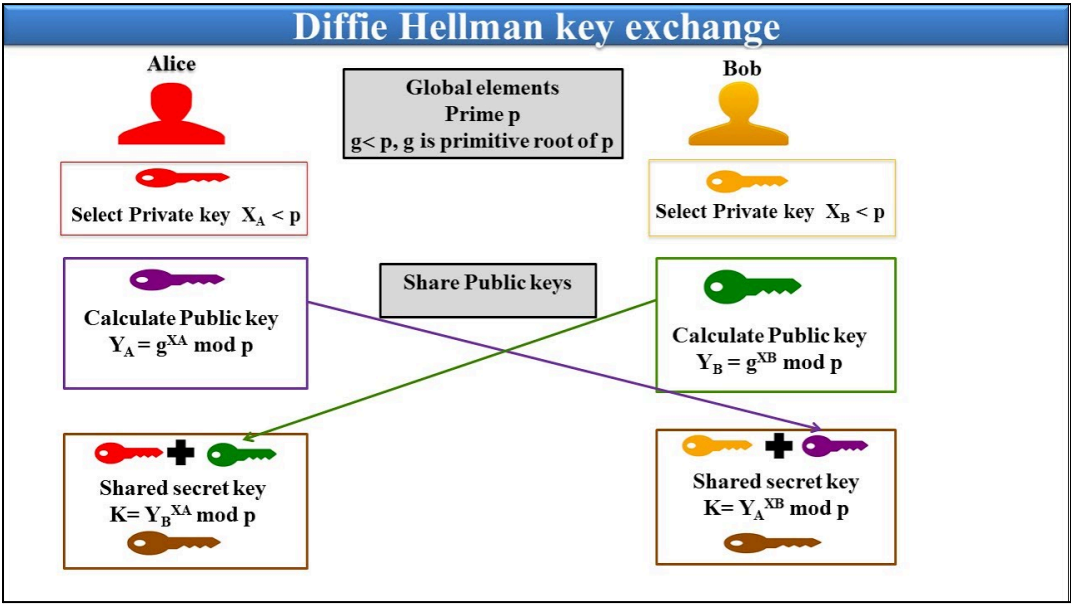 Diffie Hellman key exchange
Alice
Global elements
Prime p
g< p, g is primitive root of p
Bob
Select Private key X_A < p
Select Private key X_B < p
Share Public keys
Calculate Public key
Y_A = g^XA mod p
Calculate Public key
Y_B = g^XB mod p
Shared secret key
K= Y_B^XA mod p
Shared secret key
K= Y_A^XB mod p